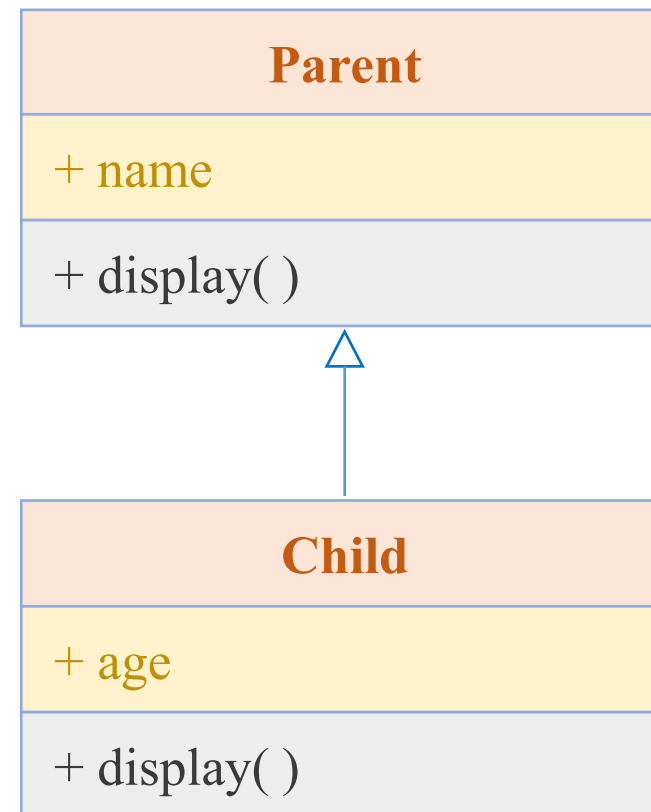 Parent
+ name
+ display( )
Child
+ age
+ display( )